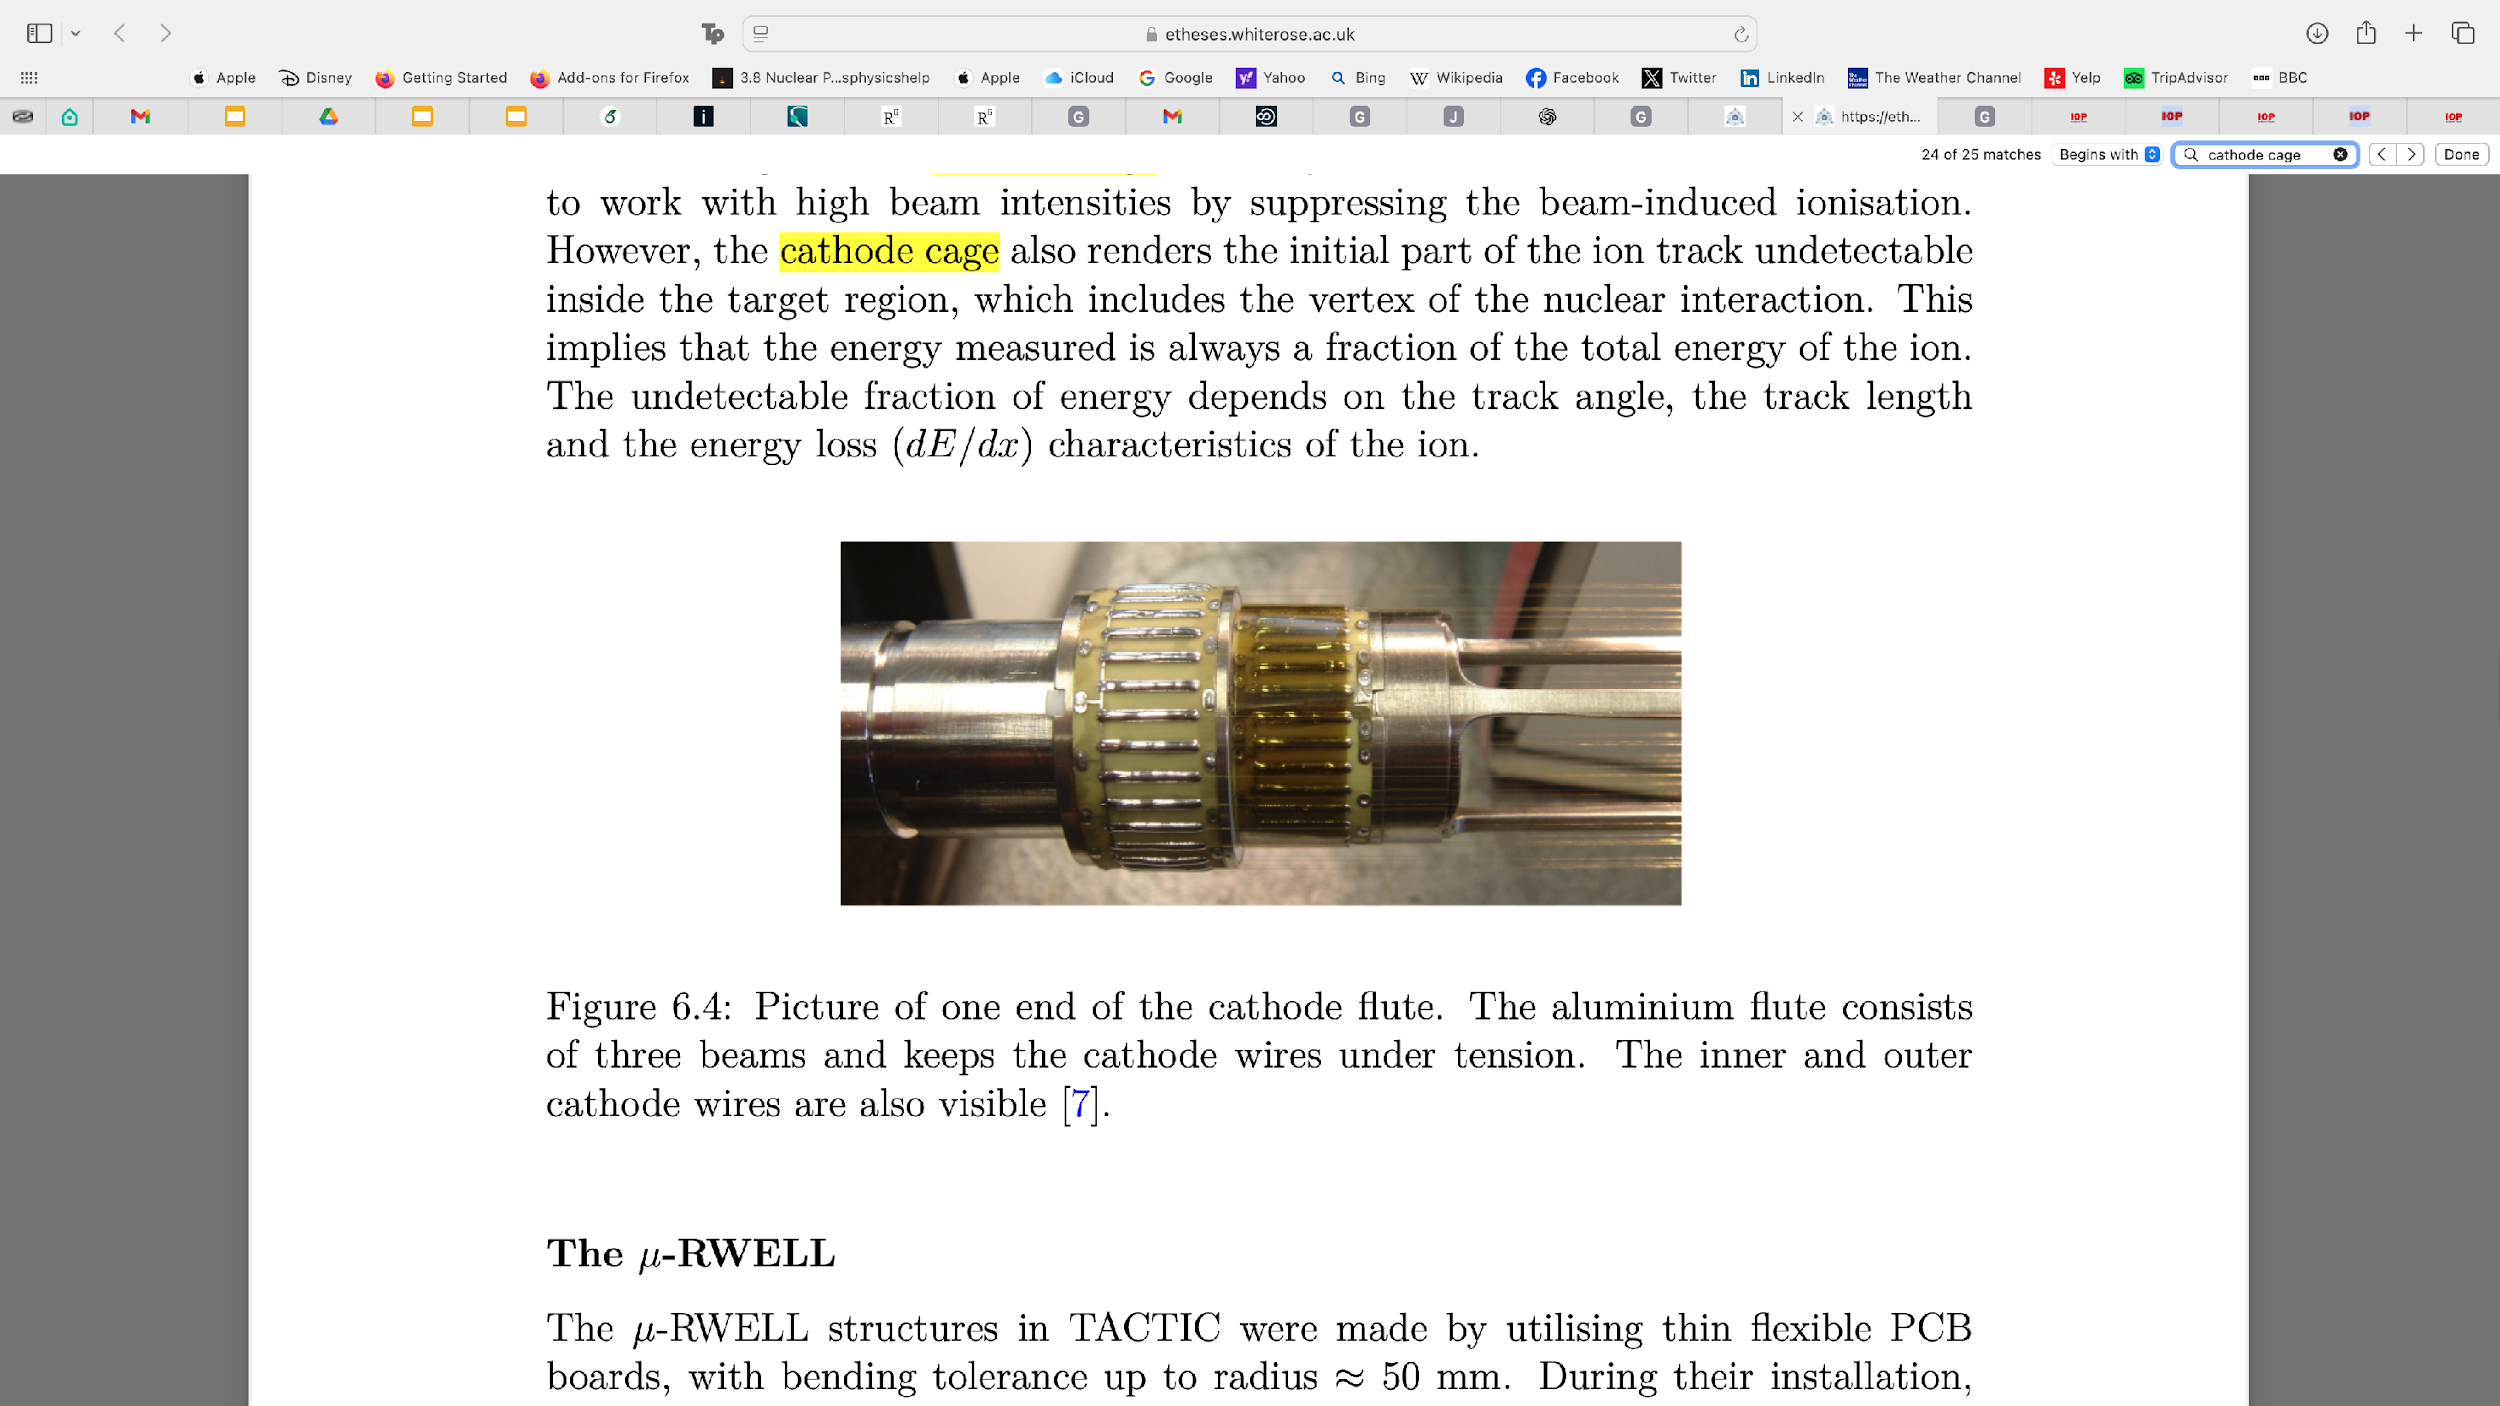 etheses.whiterose.ac.uk
Apple Disney Getting Started Add-ons for Firefox 3.8 Nuclear P...sphysicshelp Apple iCloud Google Yahoo Bing Wikipedia Facebook Twitter LinkedIn The Weather Channel Yelp TripAdvisor BBC
https://eth...
24 of 25 matches Begins with cathode cage Done
to work with high beam intensities by suppressing the beam-induced ionisation.
However, the cathode cage also renders the initial part of the ion track undetectable
inside the target region, which includes the vertex of the nuclear interaction. This
implies that the energy measured is always a fraction of the total energy of the ion.
The undetectable fraction of energy depends on the track angle, the track length
and the energy loss (dE/dx) characteristics of the ion.
Figure 6.4: Picture of one end of the cathode flute. The aluminium flute consists
of three beams and keeps the cathode wires under tension. The inner and outer
cathode wires are also visible [7].
The μ-RWELL
The μ-RWELL structures in TACTIC were made by utilising thin flexible PCB
boards, with bending tolerance up to radius ≈ 50 mm. During their installation,